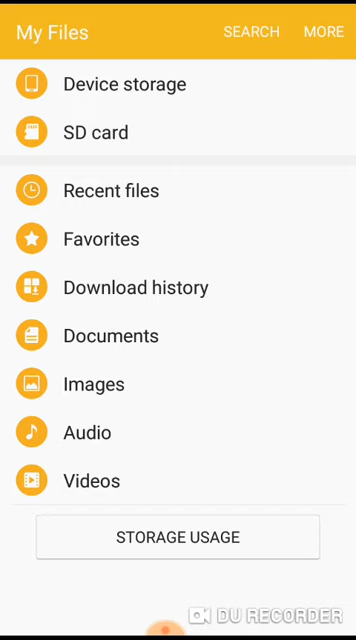 My Files SEARCH MORE
Device storage
SD card
Recent files
Favorites
Download history
Documents
Images
Audio
Videos
STORAGE USAGE
DU RECORDER